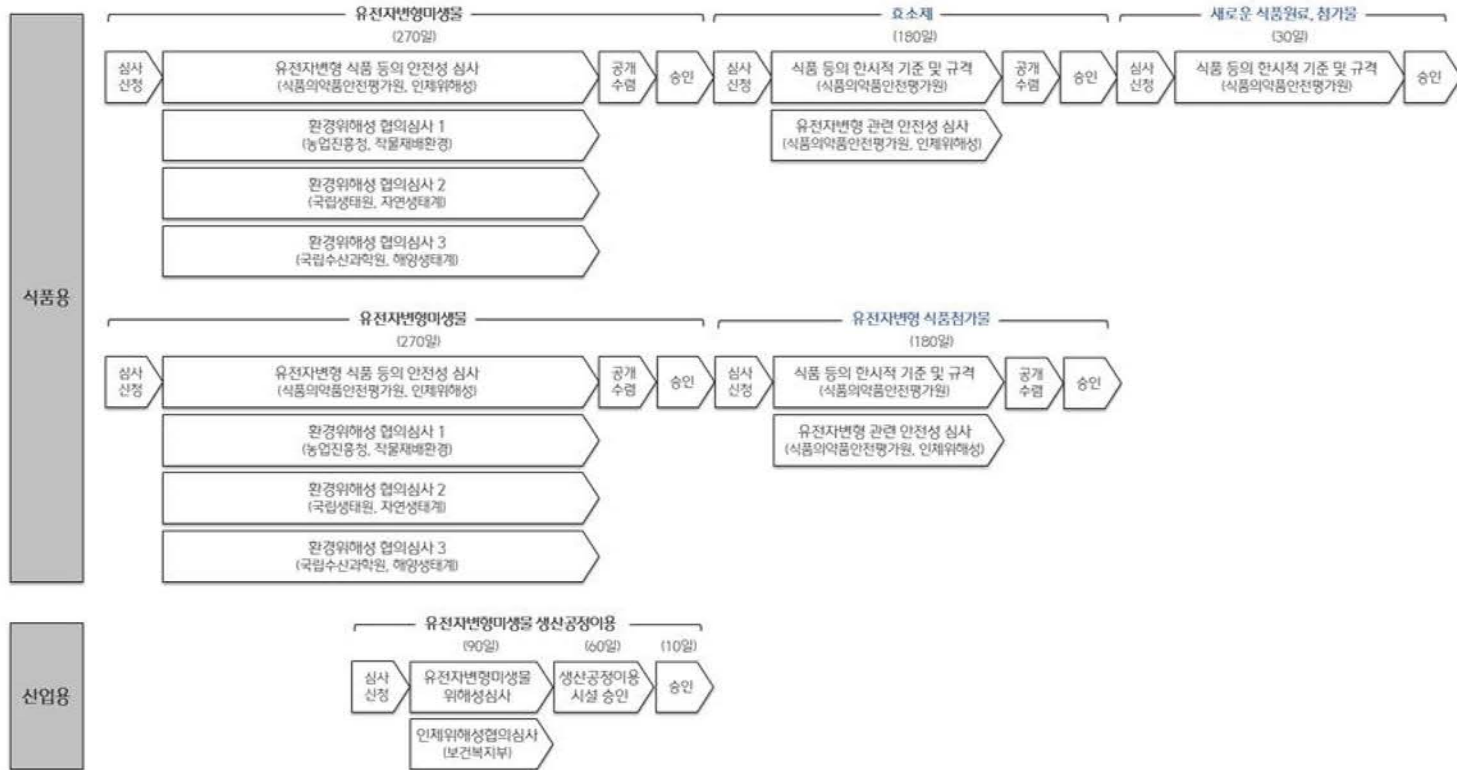 식품용
유전자변형미생물
(270일)
심사
신청
유전자변형 식품 등의 안전성 심사
(식품의약품안전평가원, 인체위해성)
공개
수렴
승인
환경위해성 협의심사 1
(농업진흥청, 작물재배환경)
환경위해성 협의심사 2
(국립생태원, 자연생태계)
환경위해성 협의심사 3
(국립수산과학원, 해양생태계)
효소제
(180일)
심사
신청
식품 등의 한시적 기준 및 규격
(식품의약품안전평가원)
공개
수렴
승인
유전자변형 관련 안전성 심사
(식품의약품안전평가원, 인체위해성)
새로운 식품원료, 첨가물
(30일)
심사
신청
식품 등의 한시적 기준 및 규격
(식품의약품안전평가원)
승인
유전자변형미생물
(270일)
심사
신청
유전자변형 식품 등의 안전성 심사
(식품의약품안전평가원, 인체위해성)
공개
수렴
승인
환경위해성 협의심사 1
(농업진흥청, 작물재배환경)
환경위해성 협의심사 2
(국립생태원, 자연생태계)
환경위해성 협의심사 3
(국립수산과학원, 해양생태계)
유전자변형 식품첨가물
(180일)
심사
신청
식품 등의 한시적 기준 및 규격
(식품의약품안전평가원)
공개
수렴
승인
유전자변형 관련 안전성 심사
(식품의약품안전평가원, 인체위해성)
산업용
유전자변형미생물 생산공정이용
(90일)
(60일)
(10일)
심사
신청
유전자변형미생물
위해성심사
생산공정이용
시설 승인
승인
인체위해성협의심사
(보건복지부)